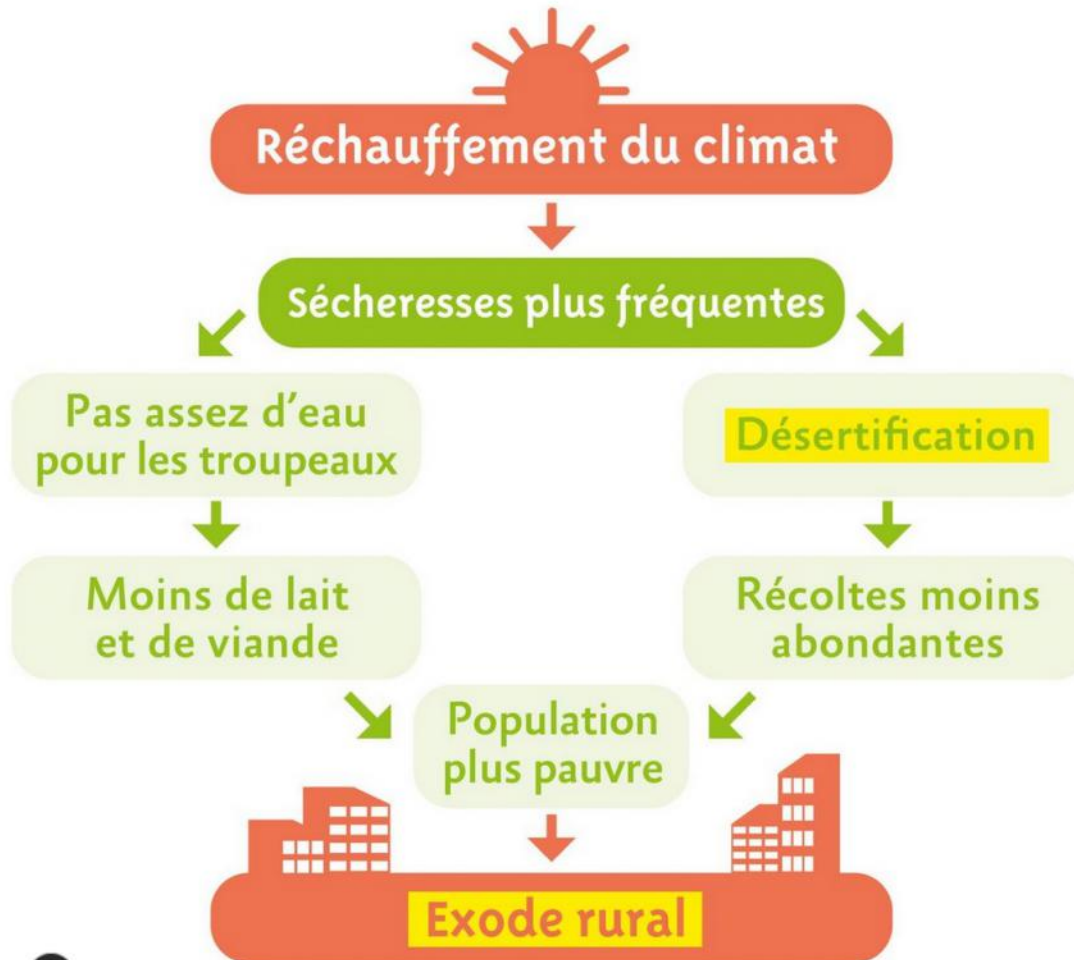 Réchauffement du climat
Sécheresses plus fréquentes
Pas assez d'eau
pour les troupeaux
Désertification
Moins de lait
et de viande
Récoltes moins
abondantes
Population
plus pauvre
Exode rural